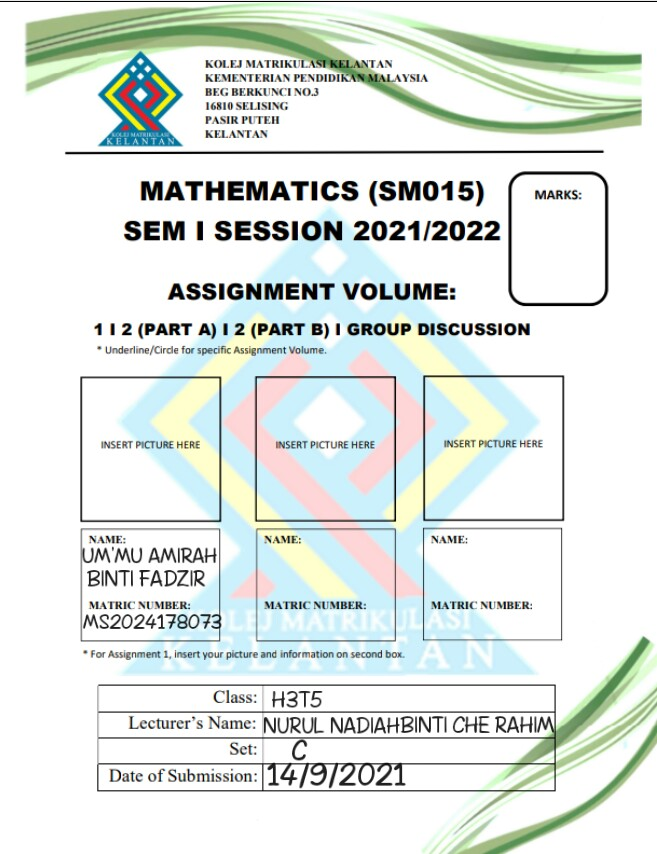 KOLEJ MATRIKULASI KELANTAN
KEMENTERIAN PENDIDIKAN MALAYSIA
BEG BERKUNCI NO.3
16810 SELISING
PASIR PUTEH
KELANTAN
KOLEJ MATRIKULASI
KELANTAN
MATHEMATICS (SM015)
SEM I SESSION 2021/2022
MARKS:
ASSIGNMENT VOLUME:
1 I 2 (PART A) I 2 (PART B) I GROUP DISCUSSION
* Underline/Circle for specific Assignment Volume.
INSERT PICTURE HERE
INSERT PICTURE HERE
INSERT PICTURE HERE
NAME:
UM'MU AMIRAH
BINTI FADZIR
MATRIC NUMBER:
MS2024178073
NAME:
MATRIC NUMBER:
NAME:
MATRIC NUMBER:
KOLEJ MATRIKULASI
KELANTAN
* For Assignment 1, insert your picture and information on second box.
Class: H3T5
Lecturer's Name: NURUL NADIAHBINTI CHE RAHIM
Set: C
Date of Submission: 14/9/2021